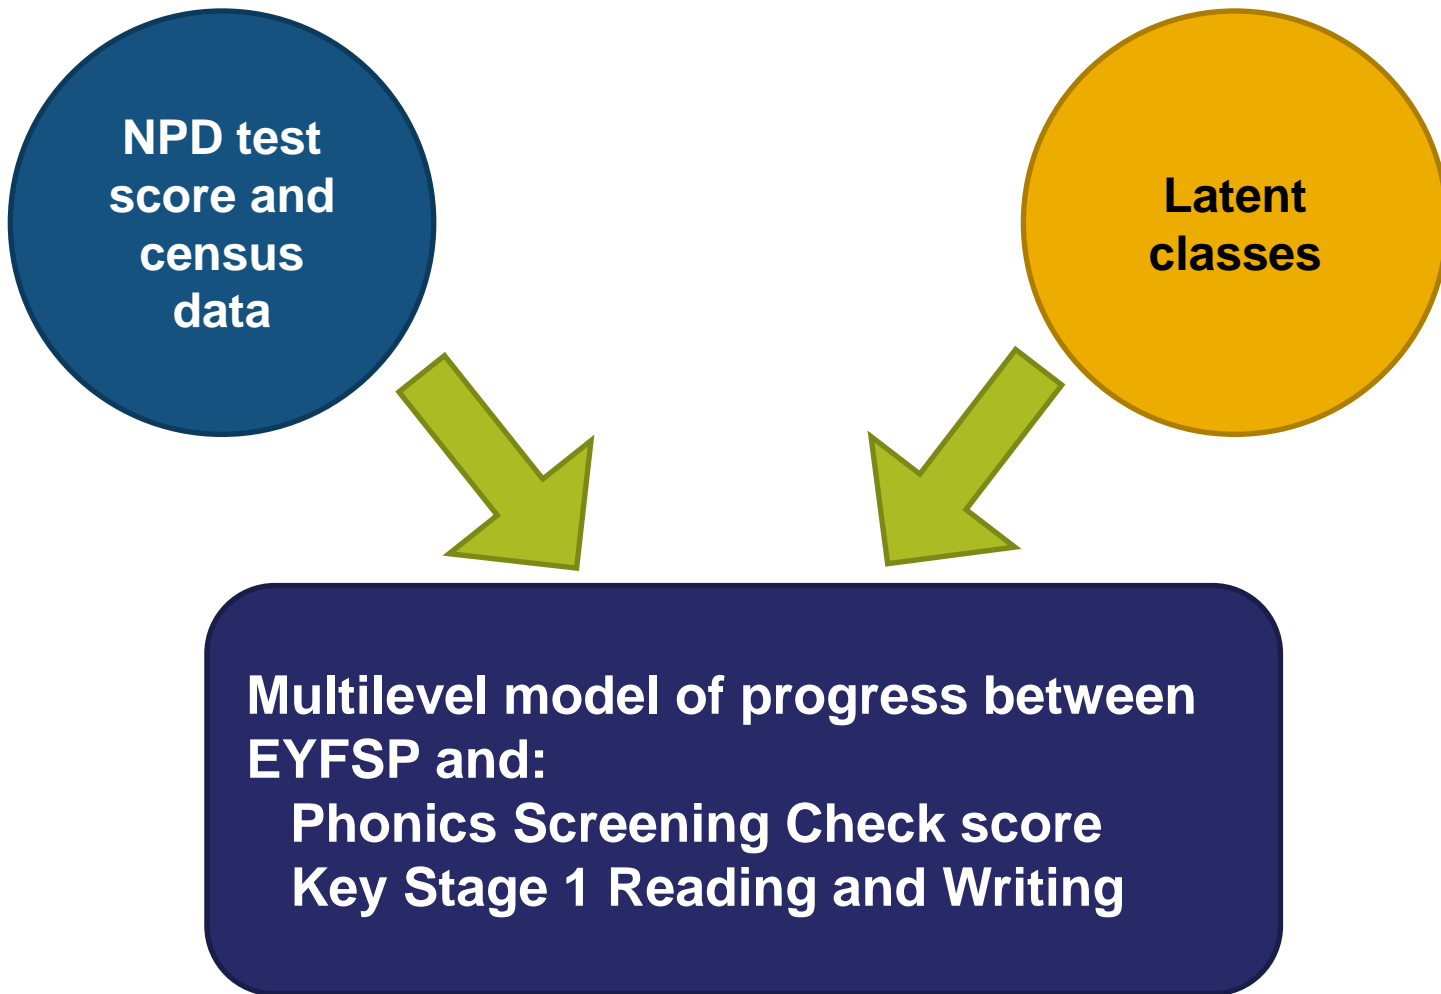 NPD test
score and
census
data
Latent
classes
Multilevel model of progress between
EYFSP and:
Phonics Screening Check score
Key Stage 1 Reading and Writing